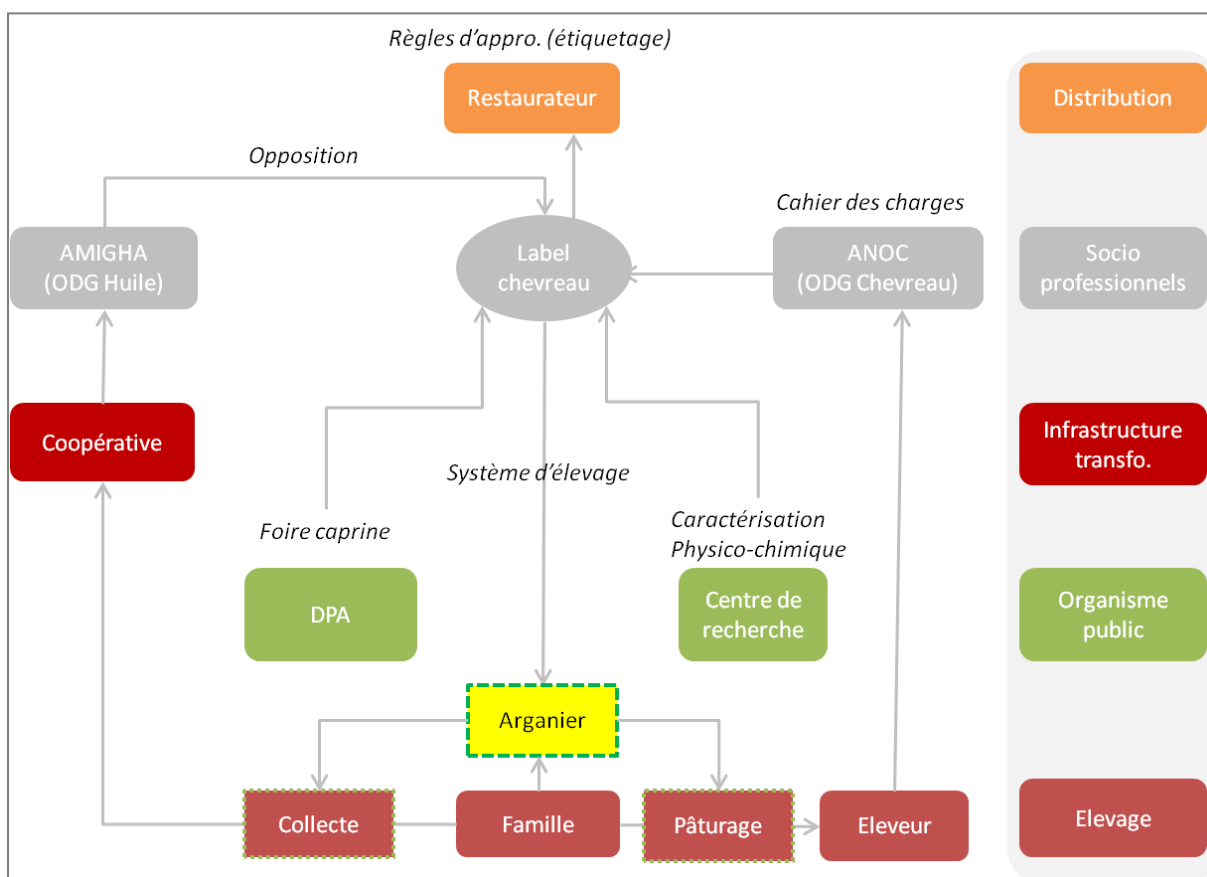 Règles d'appro. (étiquetage)
Restaurateur
Distribution
Opposition
Cahier des charges
AMIGHA
(ODG Huile)
Label
chevreau
ANOC
(ODG Chevreau)
Socio
professionnels
Coopérative
Infrastructure
transfo.
Système d'élevage
Foire caprine
Caractérisation
Physico-chimique
DPA
Centre de
recherche
Organisme
public
Arganier
Collecte
Famille
Pâturage
Eleveur
Elevage